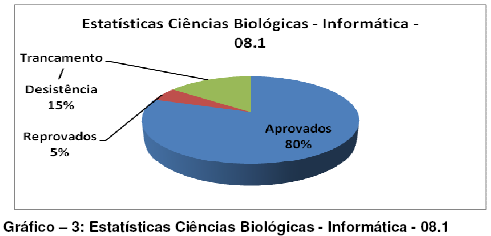 Estatísticas Ciências Biológicas - Informática -
08.1
Trancamento
/
Desistência
15%
Reprovados
5%
Aprovados
80%
Gráfico – 3: Estatísticas Ciências Biológicas - Informática - 08.1